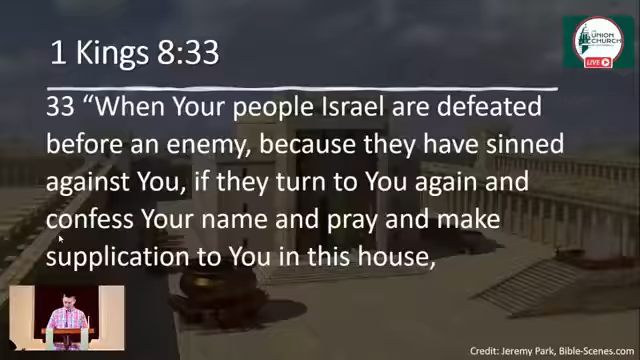 1 Kings 8:33
UNION
CHURCH
LIVE
33 “When Your people Israel are defeated
before an enemy, because they have sinned
against You, if they turn to You again and
confess Your name and pray and make
supplication to You in this house,
Credit: Jeremy Park, Bible-Scenes.com